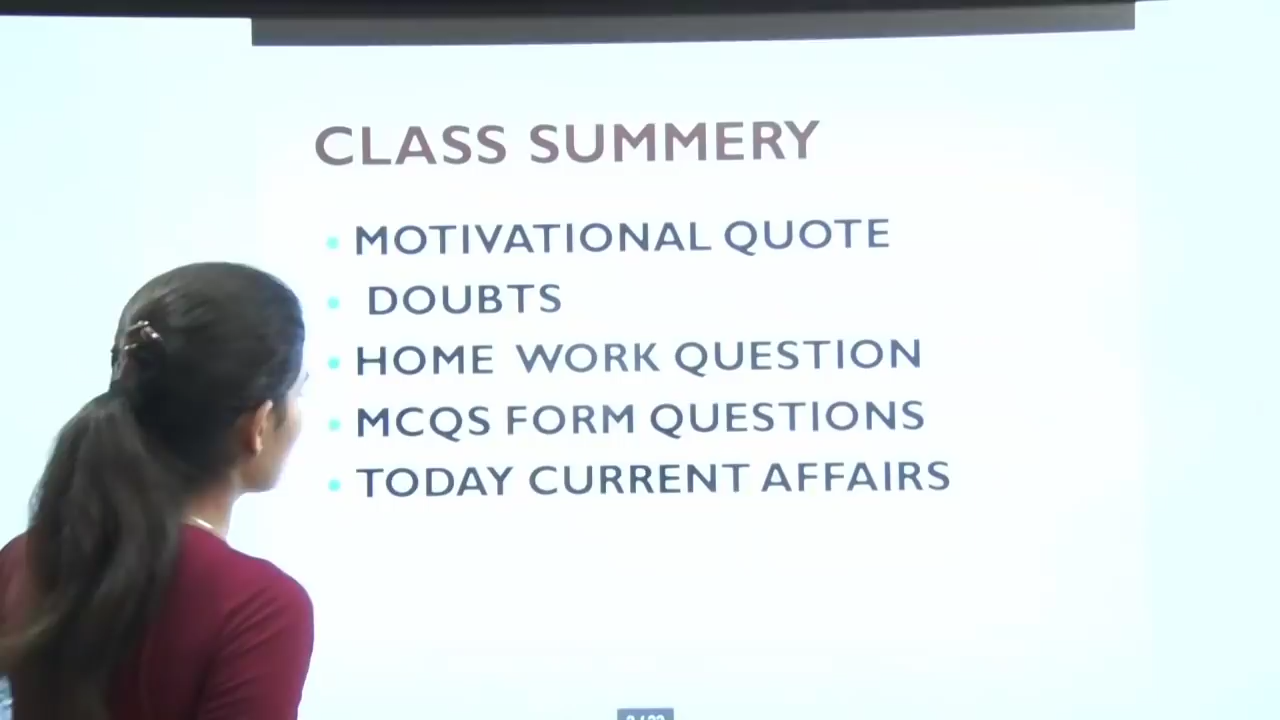 CLASS SUMMERY
MOTIVATIONAL QUOTE
DOUBTS
HOME WORK QUESTION
MCQS FORM QUESTIONS
TODAY CURRENT AFFAIRS